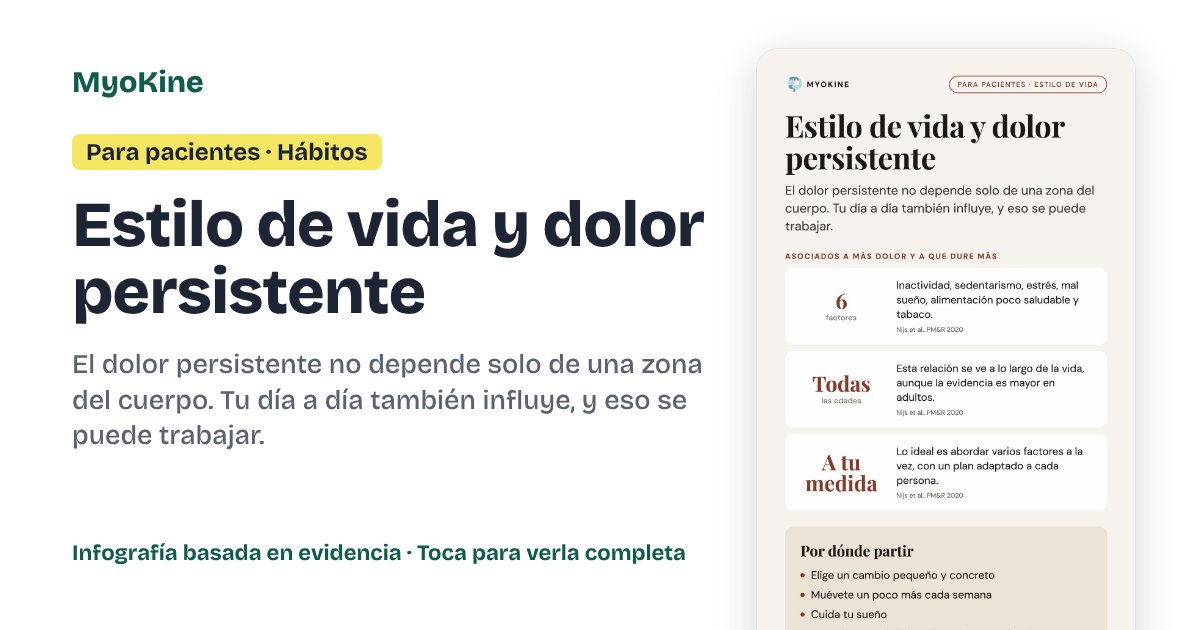 MyoKine
Para pacientes · Hábitos
Estilo de vida y dolor
persistente
El dolor persistente no depende solo de una zona
del cuerpo. Tu día a día también influye, y eso se
puede trabajar.
Infografía basada en evidencia · Toca para verla completa
MYOKINE
PARA PACIENTES · ESTILO DE VIDA
Estilo de vida y dolor
persistente
El dolor persistente no depende solo de una zona del
cuerpo. Tu día a día también influye, y eso se puede
trabajar.
ASOCIADOS A MÁS DOLOR Y A QUE DURE MÁS
6
factores
Inactividad, sedentarismo, estrés, mal
sueño, alimentación poco saludable y
tabaco.
Nijs et al., PM&R 2020
Todas
las edades
Esta relación se ve a lo largo de la vida,
aunque la evidencia es mayor en
adultos.
Nijs et al., PM&R 2020
A tu
medida
Lo ideal es abordar varios factores a la
vez, con un plan adaptado a cada
persona.
Nijs et al., PM&R 2020
Por dónde partir
• Elige un cambio pequeño y concreto
• Muévete un poco más cada semana
• Cuida tu sueño